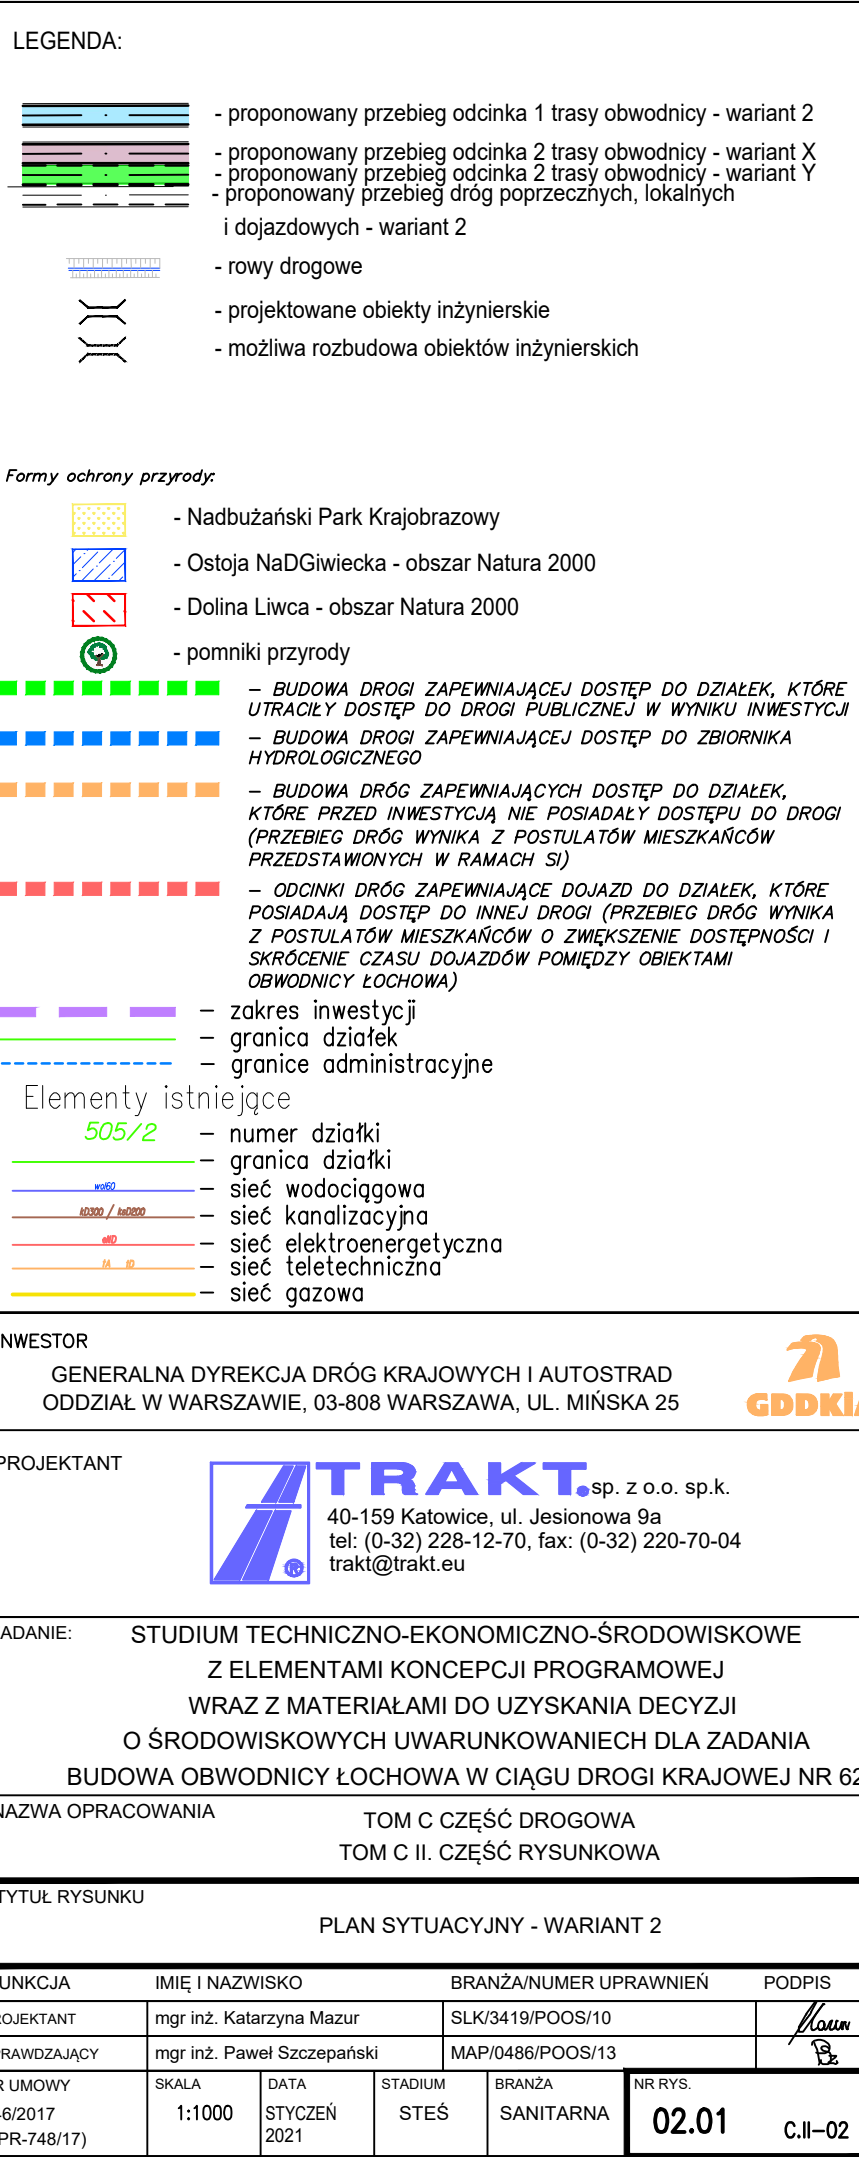 LEGENDA:
- proponowany przebieg odcinka 1 trasy obwodnicy - wariant 2
- proponowany przebieg odcinka 2 trasy obwodnicy - wariant X
- proponowany przebieg odcinka 2 trasy obwodnicy - wariant Y
- proponowany przebieg dróg poprzecznych, lokalnych
i dojazdowych - wariant 2
- rowy drogowe
- projektowane obiekty inżynierskie
- możliwa rozbudowa obiektów inżynierskich
Formy ochrony przyrody:
- Nadbużański Park Krajobrazowy
- Ostoja NaDGiwiecka - obszar Natura 2000
- Dolina Liwca - obszar Natura 2000
- pomniki przyrody
– BUDOWA DROGI ZAPEWNIAJĄCEJ DOSTĘP DO DZIAŁEK, KTÓRE
UTRACIŁY DOSTĘP DO DROGI PUBLICZNEJ W WYNIKU INWESTYCJI
– BUDOWA DROGI ZAPEWNIAJĄCEJ DOSTĘP DO ZBIORNIKA
HYDROLOGICZNEGO
– BUDOWA DRÓG ZAPEWNIAJĄCYCH DOSTĘP DO DZIAŁEK,
KTÓRE PRZED INWESTYCJĄ NIE POSIADAŁY DOSTĘPU DO DROGI
(PRZEBIEG DRÓG WYNIKA Z POSTULATÓW MIESZKAŃCÓW
PRZEDSTAWIONYCH W RAMACH SI)
– ODCINKI DRÓG ZAPEWNIAJĄCE DOJAZD DO DZIAŁEK, KTÓRE
POSIADAJĄ DOSTĘP DO INNEJ DROGI (PRZEBIEG DRÓG WYNIKA
Z POSTULATÓW MIESZKAŃCÓW O ZWIĘKSZENIE DOSTĘPNOŚCI I
SKRÓCENIE CZASU DOJAZDÓW POMIĘDZY OBIEKTAMI
OBWODNICY ŁOCHOWA)
– zakres inwestycji
– granica działek
– granice administracyjne
Elementy istniejące
505/2 – numer działki
– granica działki
wo160 – sieć wodociągowa
kD300 / ksD200 – sieć kanalizacyjna
eND – sieć elektroenergetyczna
tA tD – sieć teletechniczna
– sieć gazowa
NWESTOR
GENERALNA DYREKCJA DRÓG KRAJOWYCH I AUTOSTRAD
ODDZIAŁ W WARSZAWIE, 03-808 WARSZAWA, UL. MIŃSKA 25
GDDKIA
PROJEKTANT
TRAKT. sp. z o.o. sp.k.
40-159 Katowice, ul. Jesionowa 9a
tel: (0-32) 228-12-70, fax: (0-32) 220-70-04
trakt@trakt.eu
®
ADANIE:
STUDIUM TECHNICZNO-EKONOMICZNO-ŚRODOWISKOWE
Z ELEMENTAMI KONCEPCJI PROGRAMOWEJ
WRAZ Z MATERIAŁAMI DO UZYSKANIA DECYZJI
O ŚRODOWISKOWYCH UWARUNKOWANIECH DLA ZADANIA
BUDOWA OBWODNICY ŁOCHOWA W CIĄGU DROGI KRAJOWEJ NR 62
NAZWA OPRACOWANIA
TOM C CZĘŚĆ DROGOWA
TOM C II. CZĘŚĆ RYSUNKOWA
TYTUŁ RYSUNKU
PLAN SYTUACYJNY - WARIANT 2
UNKCJA IMIĘ I NAZWISKO BRANŻA/NUMER UPRAWNIEŃ PODPIS
ROJEKTANT mgr inż. Katarzyna Mazur SLK/3419/POOS/10
PRAWDZAJĄCY mgr inż. Paweł Szczepański MAP/0486/POOS/13
R UMOWY SKALA DATA STADIUM BRANŻA NR RYS.
46/2017 1:1000 STYCZEŃ STEŚ SANITARNA 02.01 C.II–02
PR-748/17) 2021